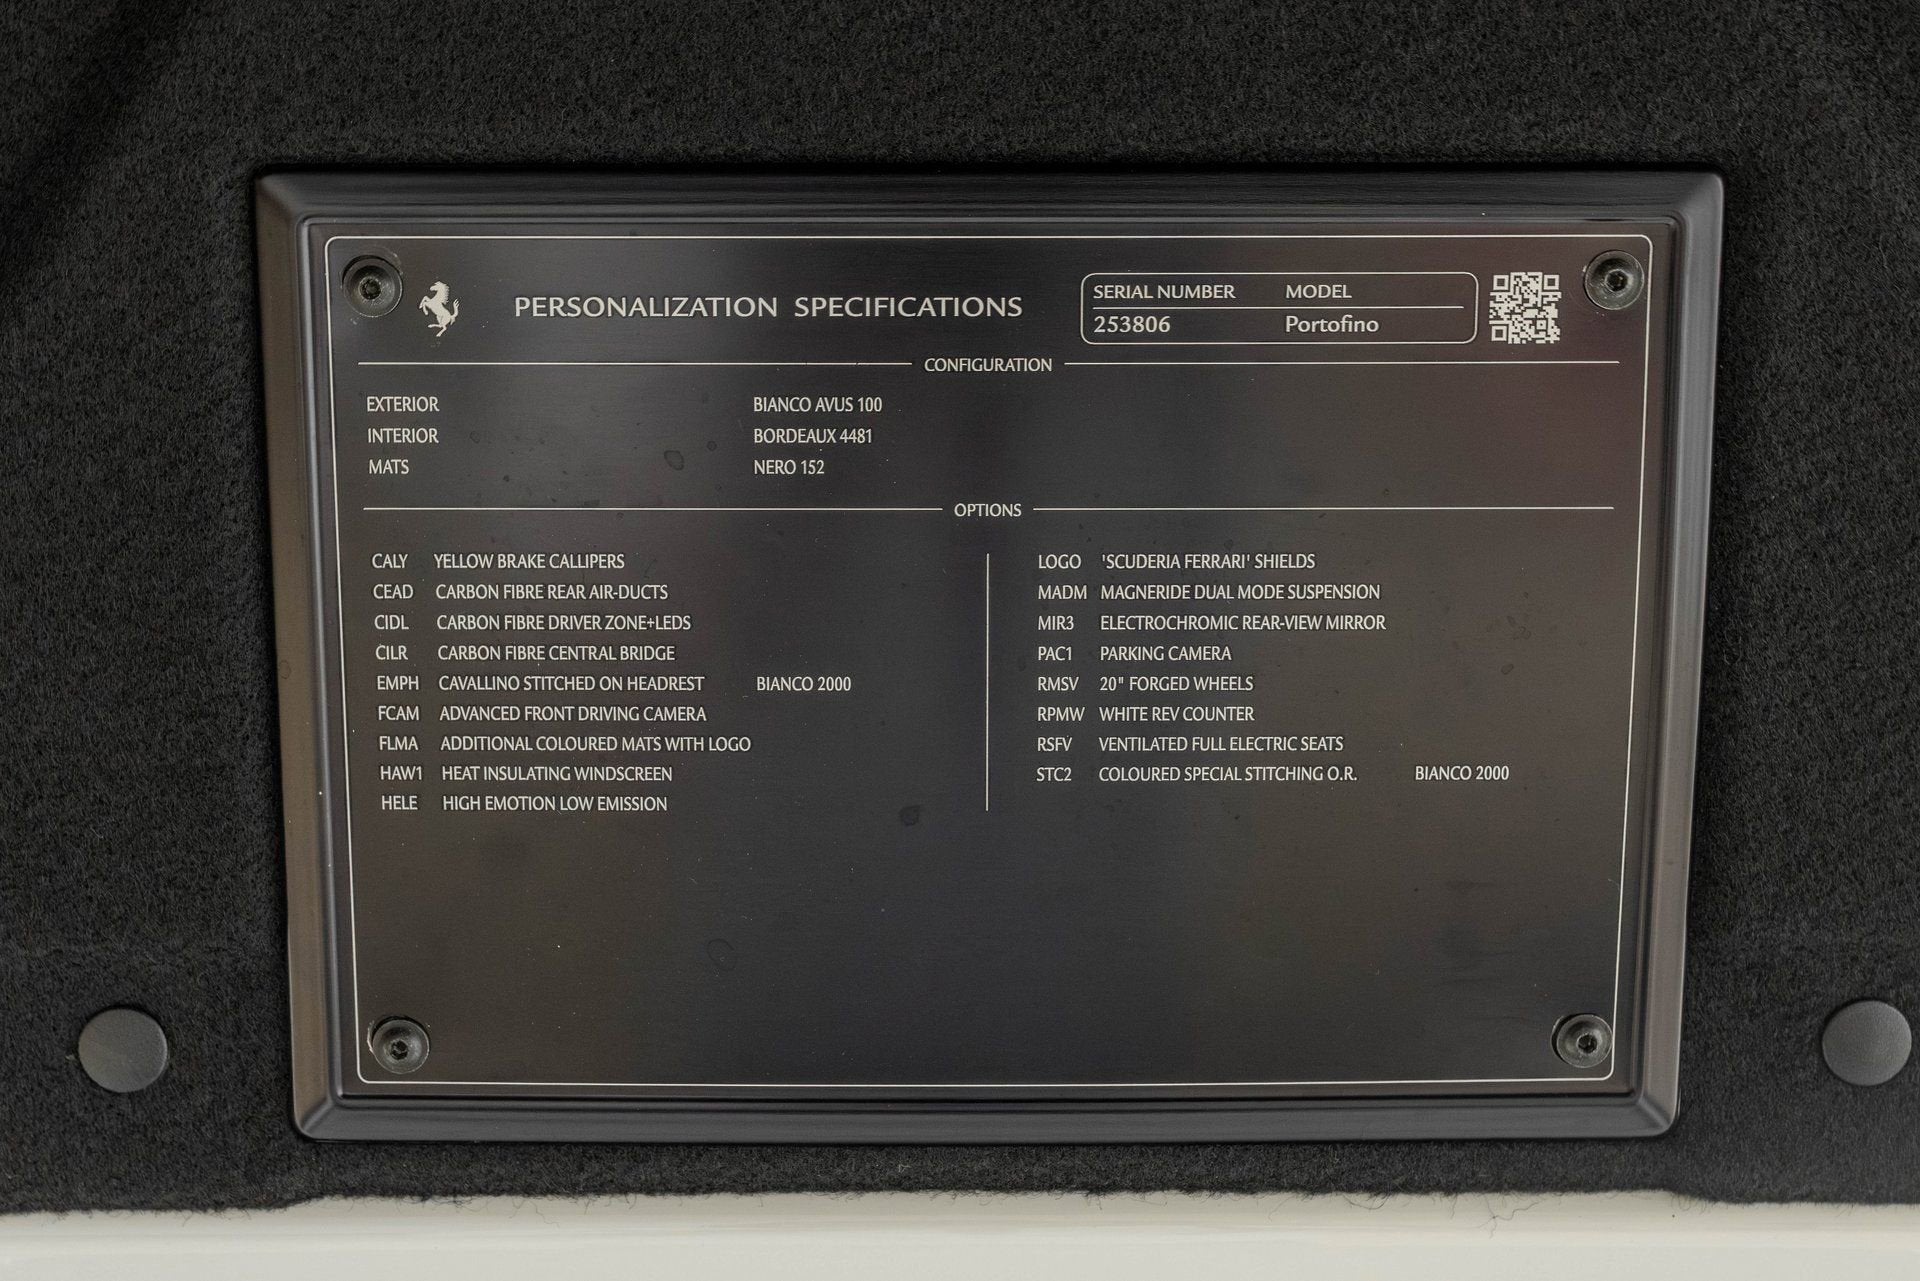 PERSONALIZATION SPECIFICATIONS
SERIAL NUMBER MODEL
253806 Portofino
CONFIGURATION
EXTERIOR BIANCO AVUS 100
INTERIOR BORDEAUX 4481
MATS NERO 152
OPTIONS
CALY YELLOW BRAKE CALLIPERS
CEAD CARBON FIBRE REAR AIR-DUCTS
CIDL CARBON FIBRE DRIVER ZONE+LEDS
CILR CARBON FIBRE CENTRAL BRIDGE
EMPH CAVALLINO STITCHED ON HEADREST BIANCO 2000
FCAM ADVANCED FRONT DRIVING CAMERA
FLMA ADDITIONAL COLOURED MATS WITH LOGO
HAW1 HEAT INSULATING WINDSCREEN
HELE HIGH EMOTION LOW EMISSION
LOGO 'SCUDERIA FERRARI' SHIELDS
MADM MAGNERIDE DUAL MODE SUSPENSION
MIR3 ELECTROCHROMIC REAR-VIEW MIRROR
PAC1 PARKING CAMERA
RMSV 20" FORGED WHEELS
RPMW WHITE REV COUNTER
RSFV VENTILATED FULL ELECTRIC SEATS
STC2 COLOURED SPECIAL STITCHING O.R. BIANCO 2000